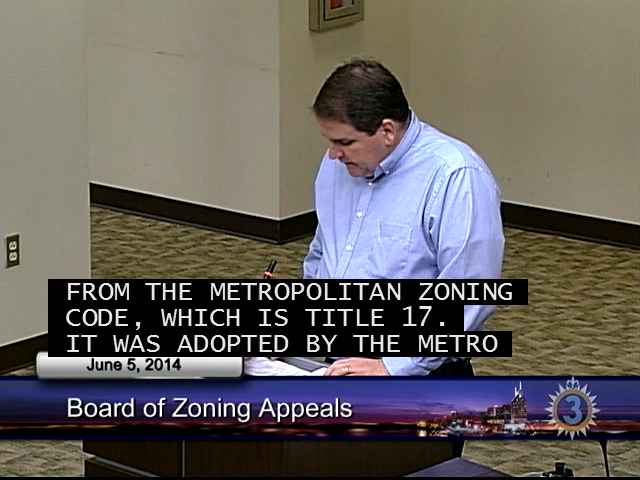 FROM THE METROPOLITAN ZONING
CODE, WHICH IS TITLE 17.
IT WAS ADOPTED BY THE METRO
June 5, 2014
Board of Zoning Appeals
3